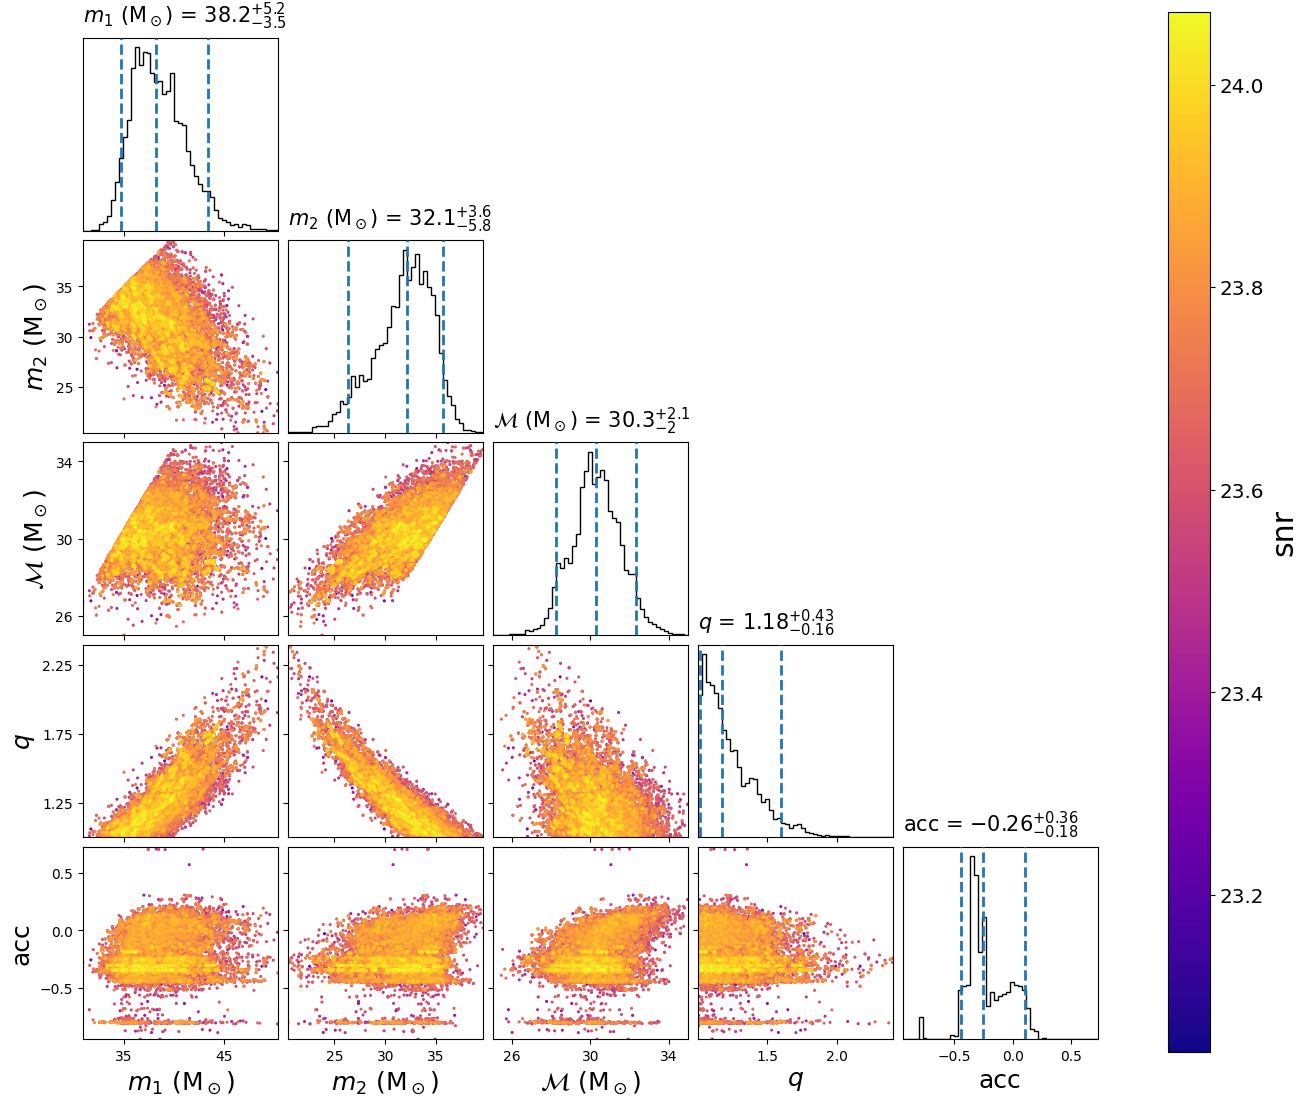 m₁ (M⊙) = 38.2+5.2−3.5
m₂ (M⊙) = 32.1+3.6−5.8
ℳ (M⊙) = 30.3+2.1−2
q = 1.18+0.43−0.16
acc = −0.26+0.36−0.18
m₂ (M⊙)
35
30
25
ℳ (M⊙)
34
30
26
q
2.25
1.75
1.25
acc
0.5
0.0
−0.5
35 45
25 30 35
26 30 34
1.5 2.0
−0.5 0.0 0.5
m₁ (M⊙)
m₂ (M⊙)
ℳ (M⊙)
q
acc
24.0
23.8
23.6
23.4
23.2
snr